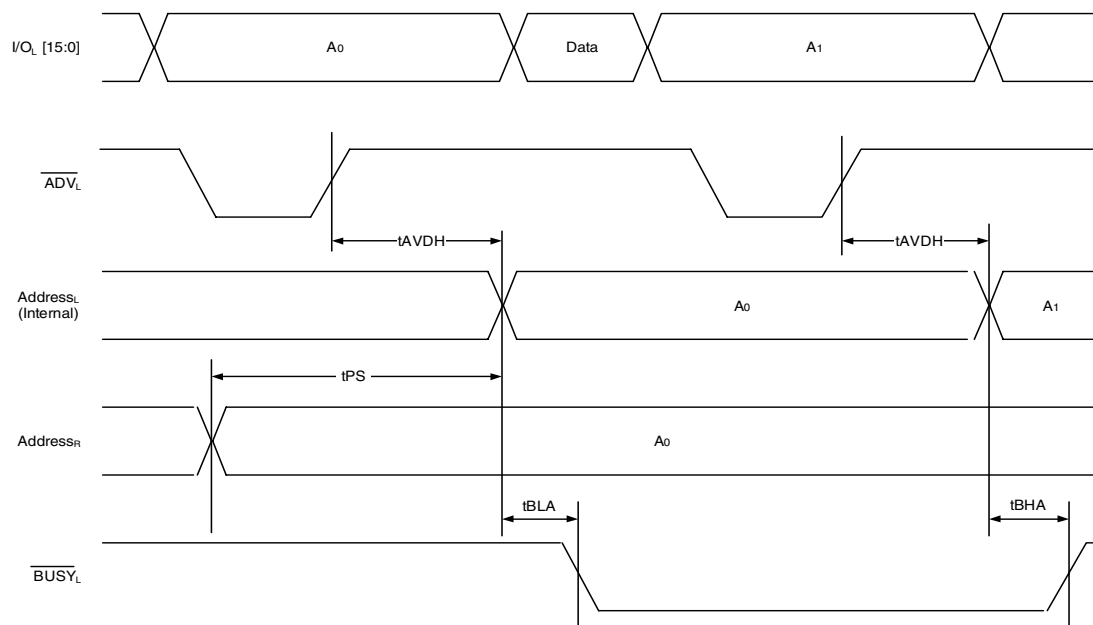 I/OL [15:0]
A0
Data
A1
ADVL
tAVDH
tAVDH
AddressL
(Internal)
A0
A1
tPS
AddressR
A0
tBLA
tBHA
BUSYL